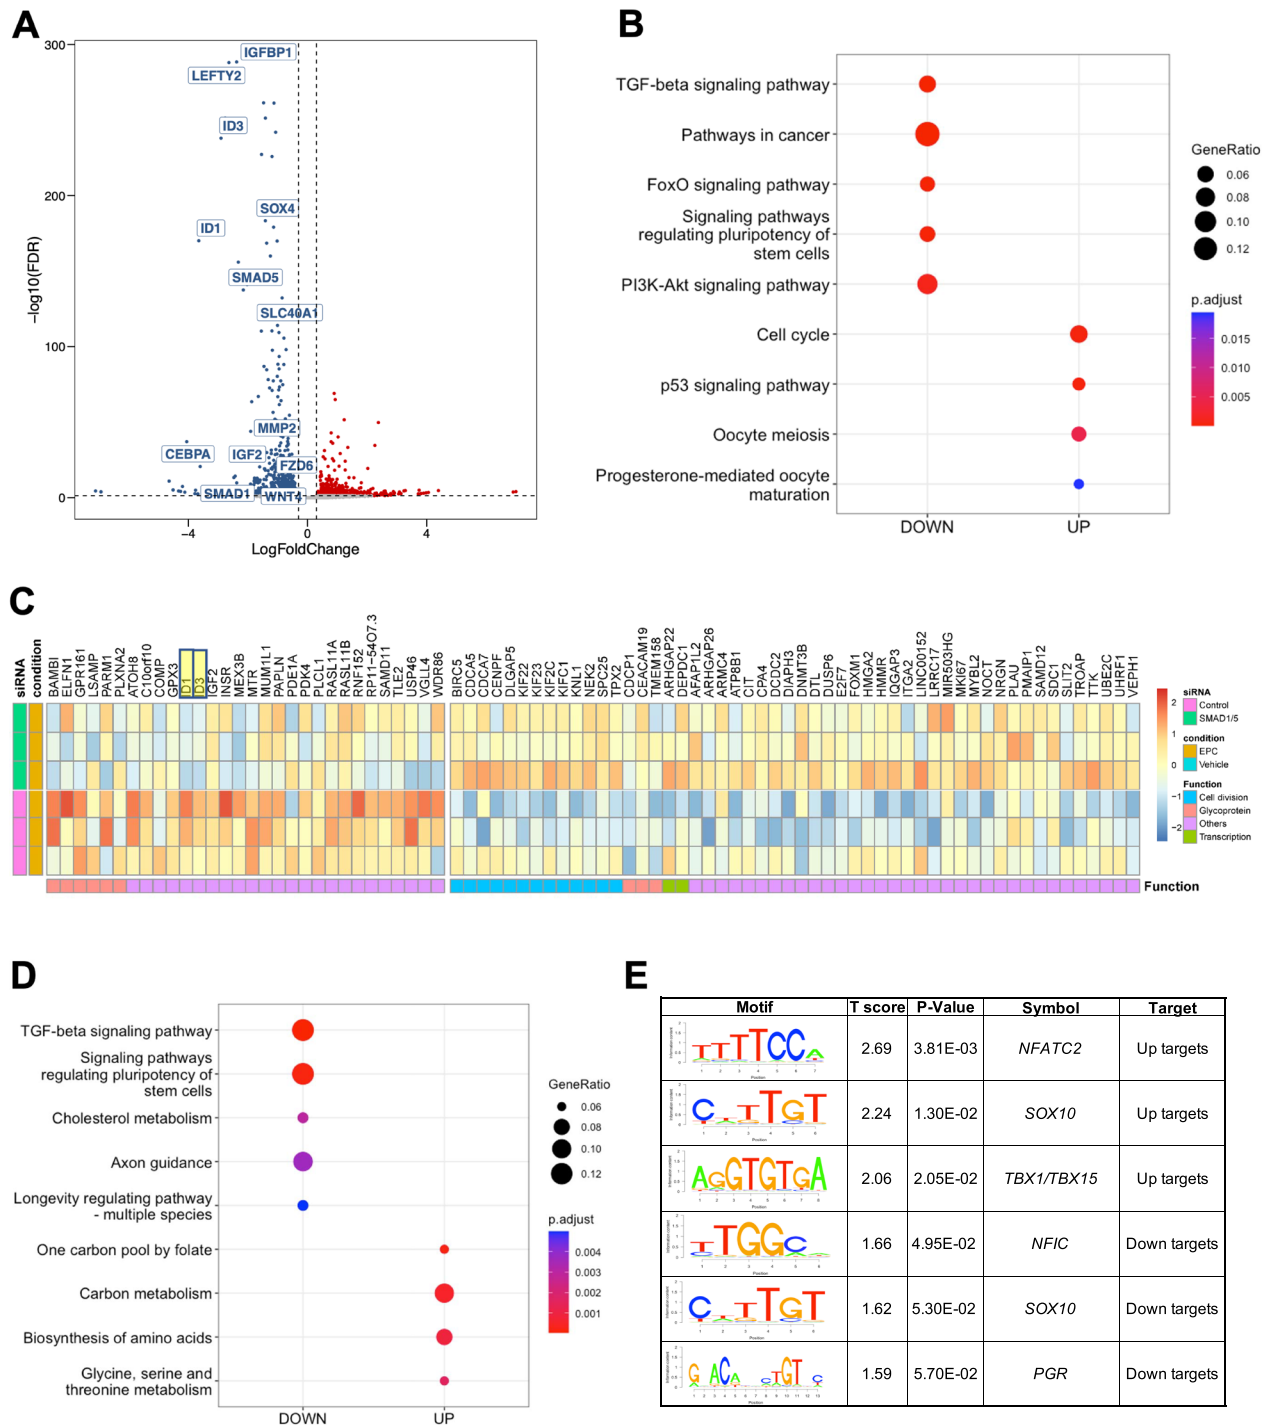 A
300
200
100
0
−log10(FDR)
IGFBP1
LEFTY2
ID3
SOX4
ID1
SMAD5
SLC40A1
MMP2
CEBPA
IGF2
FZD6
SMAD1
WNT4
−4
0
4
LogFoldChange
B
TGF-beta signaling pathway
Pathways in cancer
FoxO signaling pathway
Signaling pathways
regulating pluripotency of
stem cells
PI3K-Akt signaling pathway
Cell cycle
p53 signaling pathway
Oocyte meiosis
Progesterone-mediated oocyte
maturation
DOWN
UP
GeneRatio
0.06
0.08
0.10
0.12
p.adjust
0.015
0.010
0.005
C
siRNA
condition
BAMBI
ELFN1
GPR161
LSAMP
PARM1
PLXNA2
ATOH8
C10orf10
COMP
GPX3
ID1
ID3
IGF2
INSR
MEX3B
MSTR
MUM1L1
PAPLN
PDE1A
PDK4
PLCL1
RASL11A
RASL11B
RNF152
RP11-54O7.3
SAMD11
TLE2
USP46
VGLL4
WDR86
BIRC5
CDCA5
CDCA7
CENPF
DLGAP5
KIF22
KIF23
KIF2C
KIFC1
KNL1
NEK2
SPC25
TPX2
CDCP1
CEACAM19
TMEM158
ARHGAP22
DEPDC1
AFAP1L2
ARHGAP26
ARMC4
ATP8B1
CIT
CPA4
DCDC2
DIAPH3
DNMT3B
DTL
DUSP6
E2F7
FOXM1
HMGA2
HMMR
IQGAP3
ITGA2
LINC00152
LRRC17
MIR503HG
MKI67
MYBL2
NOCT
NRGN
PLAU
PMAIP1
SAMD12
SDC1
SLIT2
TROAP
TTK
UBE2C
UHRF1
VEPH1
Function
2
1
0
−1
−2
siRNA
Control
SMAD1/5
condition
EPC
Vehicle
Function
Cell division
Glycoprotein
Others
Transcription
D
TGF-beta signaling pathway
Signaling pathways
regulating pluripotency of
stem cells
Cholesterol metabolism
Axon guidance
Longevity regulating pathway
- multiple species
One carbon pool by folate
Carbon metabolism
Biosynthesis of amino acids
Glycine, serine and
threonine metabolism
DOWN
UP
GeneRatio
0.06
0.08
0.10
0.12
p.adjust
0.004
0.003
0.002
0.001
E
Motif T score P-Value Symbol Target
2.69 3.81E-03 NFATC2 Up targets
2.24 1.30E-02 SOX10 Up targets
2.06 2.05E-02 TBX1/TBX15 Up targets
1.66 4.95E-02 NFIC Down targets
1.62 5.30E-02 SOX10 Down targets
1.59 5.70E-02 PGR Down targets